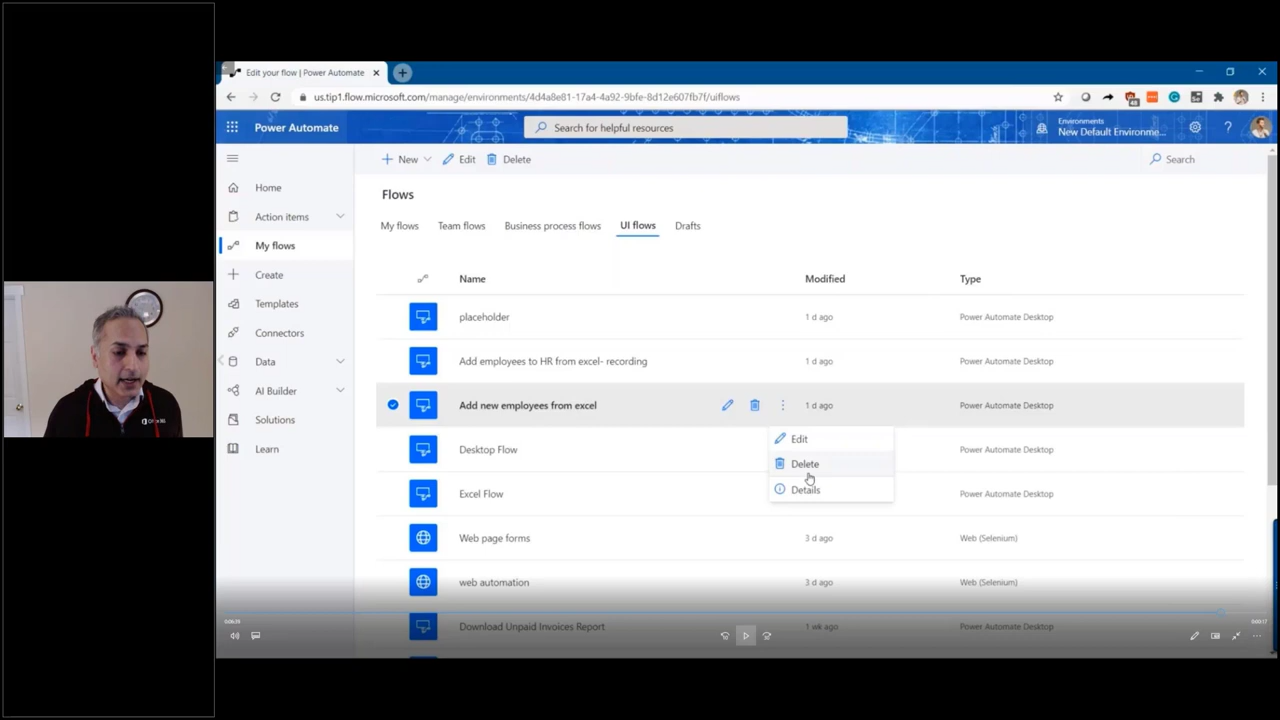 Edit your flow | Power Automate
us.tip1.flow.microsoft.com/manage/environments/4d4a8e81-17a4-4a92-9bfe-8d12e607fb7f/uiflows
Power Automate
Search for helpful resources
Environments
New Default Environme...
New
Edit
Delete
Search
Home
Action items
My flows
Create
Templates
Connectors
Data
AI Builder
Solutions
Learn
Flows
My flows
Team flows
Business process flows
UI flows
Drafts
Name Modified Type
placeholder 1 d ago Power Automate Desktop
Add employees to HR from excel- recording 1 d ago Power Automate Desktop
Add new employees from excel 1 d ago Power Automate Desktop
Edit
Delete
Details
Desktop Flow Power Automate Desktop
Excel Flow Power Automate Desktop
Web page forms 3 d ago Web (Selenium)
web automation 3 d ago Web (Selenium)
Download Unpaid Invoices Report 1 wk ago Power Automate Desktop